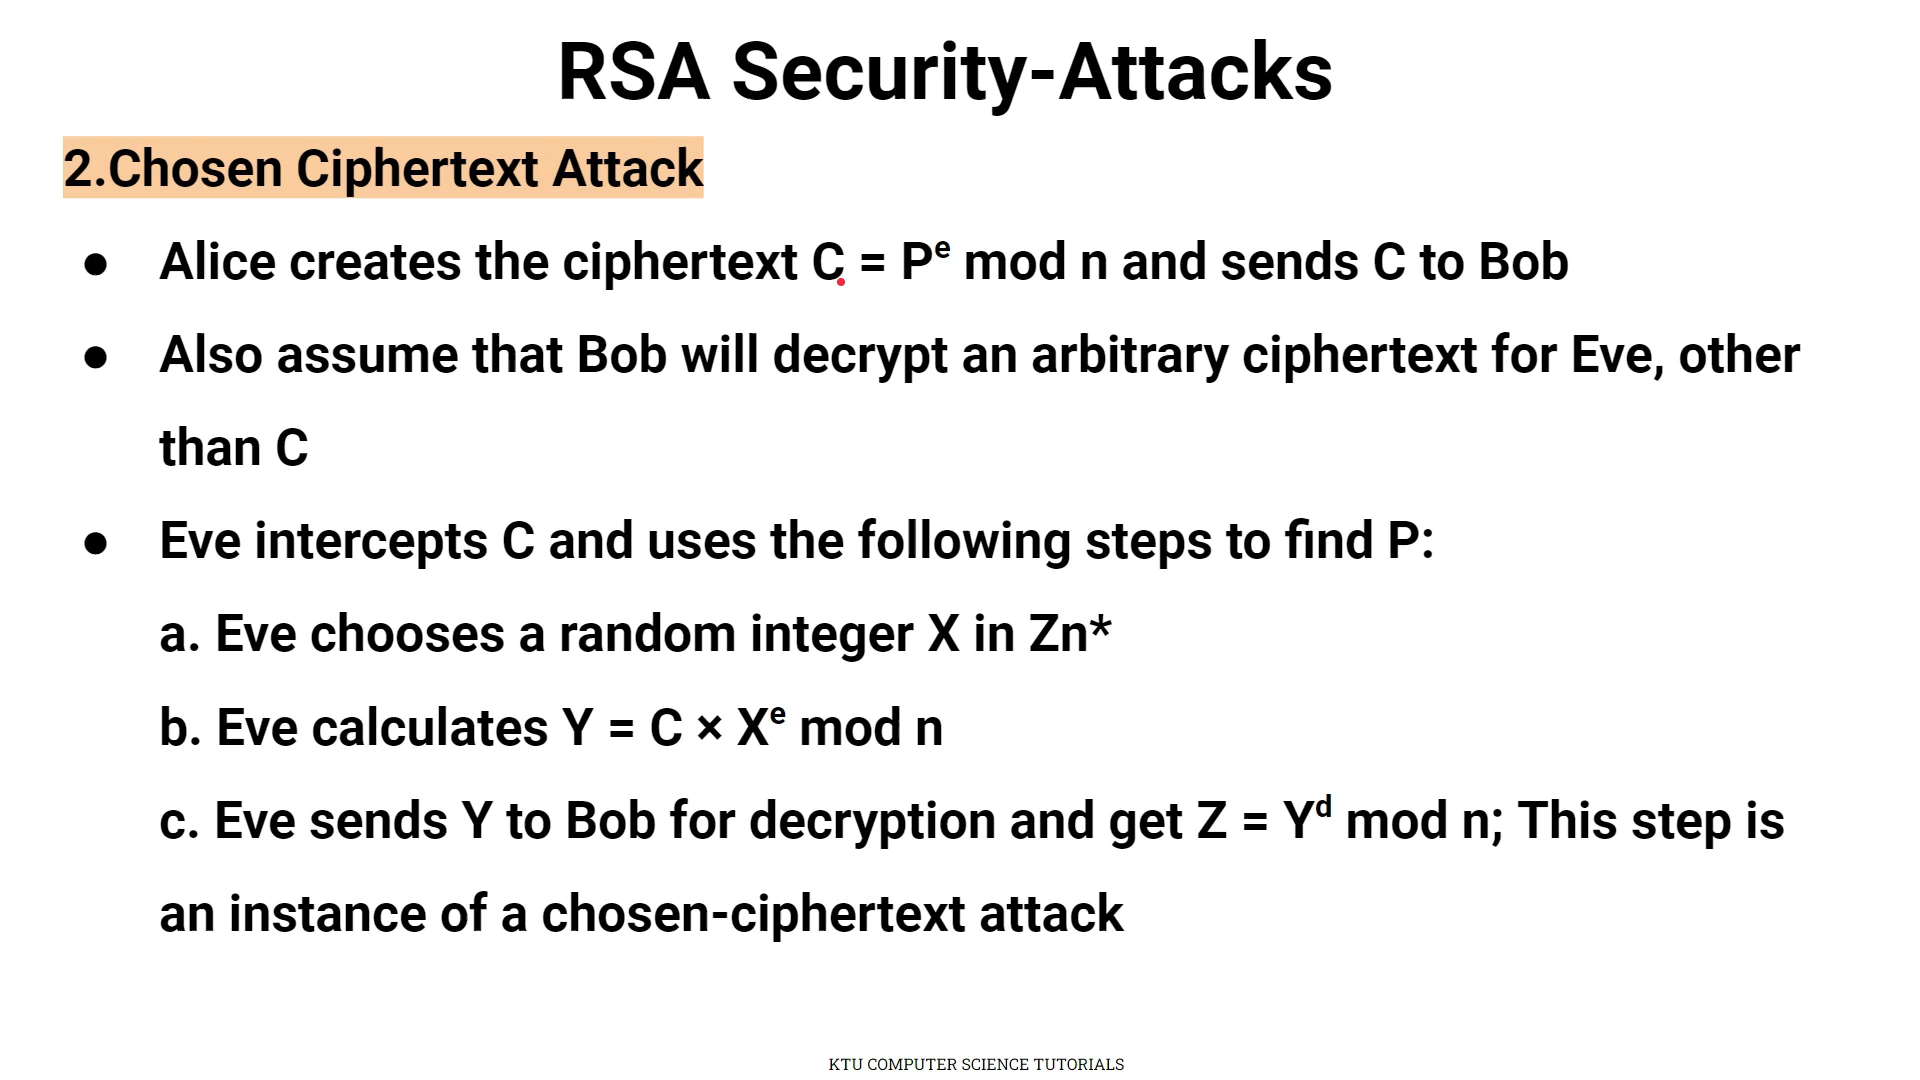 RSA Security-Attacks
2.Chosen Ciphertext Attack
● Alice creates the ciphertext C = Pᵉ mod n and sends C to Bob
● Also assume that Bob will decrypt an arbitrary ciphertext for Eve, other
than C
● Eve intercepts C and uses the following steps to find P:
a. Eve chooses a random integer X in Zn*
b. Eve calculates Y = C × Xᵉ mod n
c. Eve sends Y to Bob for decryption and get Z = Yᵈ mod n; This step is
an instance of a chosen-ciphertext attack
KTU COMPUTER SCIENCE TUTORIALS